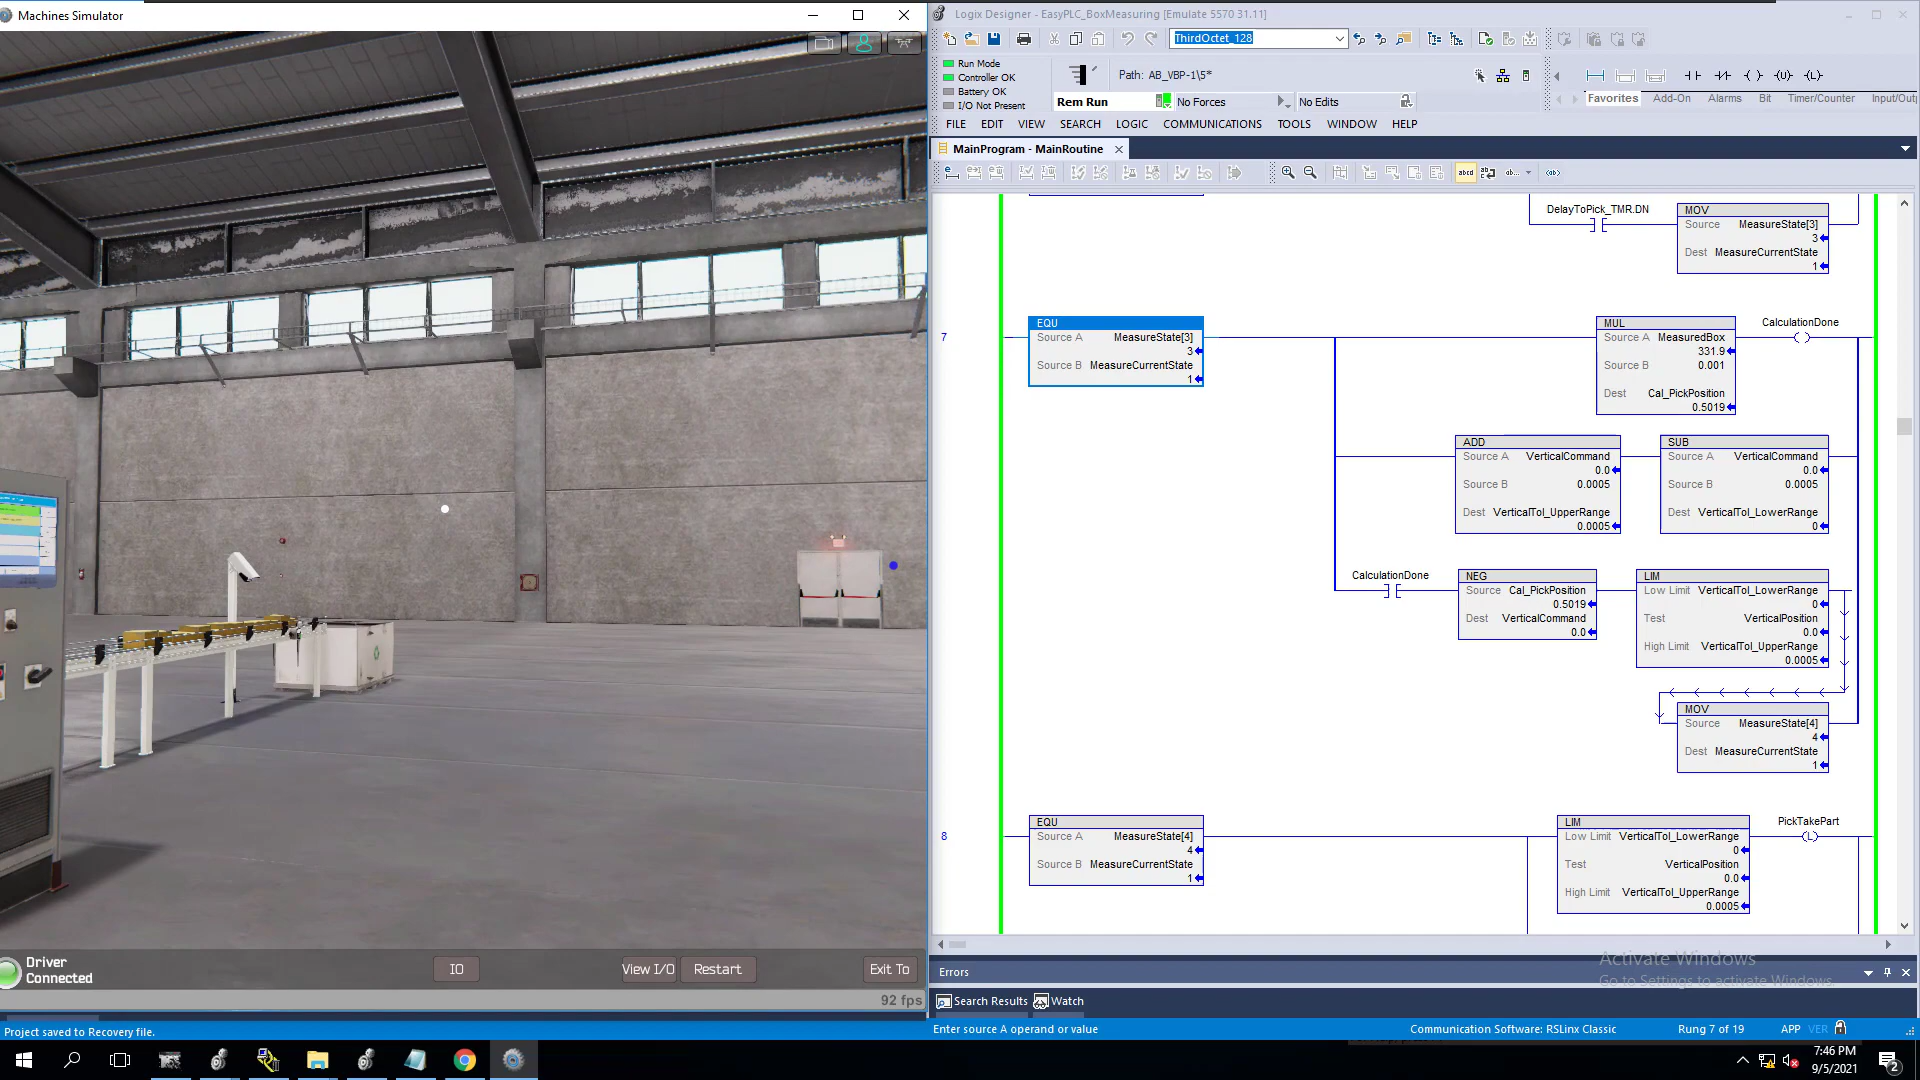 Machines Simulator
Logix Designer - EasyPLC_BoxMeasuring [Emulate 5570 31.11]
ThirdOctet_128
Run Mode
Controller OK
Battery OK
I/O Not Present
Path: AB_VBP-1\5*
Rem Run
No Forces
No Edits
Favorites Add-On Alarms Bit Timer/Counter Input/Outp
FILE EDIT VIEW SEARCH LOGIC COMMUNICATIONS TOOLS WINDOW HELP
MainProgram - MainRoutine
DelayToPick_TMR.DN
MOV
Source MeasureState[3]
3
Dest MeasureCurrentState
1
7
EQU
Source A MeasureState[3]
3
Source B MeasureCurrentState
1
MUL
Source A MeasuredBox
331.9
Source B 0.001
Dest Cal_PickPosition
0.5019
CalculationDone
ADD
Source A VerticalCommand
0.0
Source B 0.0005
Dest VerticalTol_UpperRange
0.0005
SUB
Source A VerticalCommand
0.0
Source B 0.0005
Dest VerticalTol_LowerRange
0
CalculationDone
NEG
Source Cal_PickPosition
0.5019
Dest VerticalCommand
0.0
LIM
Low Limit VerticalTol_LowerRange
0
Test VerticalPosition
0.0
High Limit VerticalTol_UpperRange
0.0005
MOV
Source MeasureState[4]
4
Dest MeasureCurrentState
1
8
EQU
Source A MeasureState[4]
4
Source B MeasureCurrentState
1
LIM
Low Limit VerticalTol_LowerRange
0
Test VerticalPosition
0.0
High Limit VerticalTol_UpperRange
0.0005
PickTakePart
L
Activate Windows
Go to Settings to activate Windows.
Errors
Search Results Watch
Enter source A operand or value
Communication Software: RSLinx Classic
Rung 7 of 19
APP VER
Driver
Connected
IO
View I/O
Restart
Exit To
92 fps
Project saved to Recovery file.
7:46 PM
9/5/2021
2